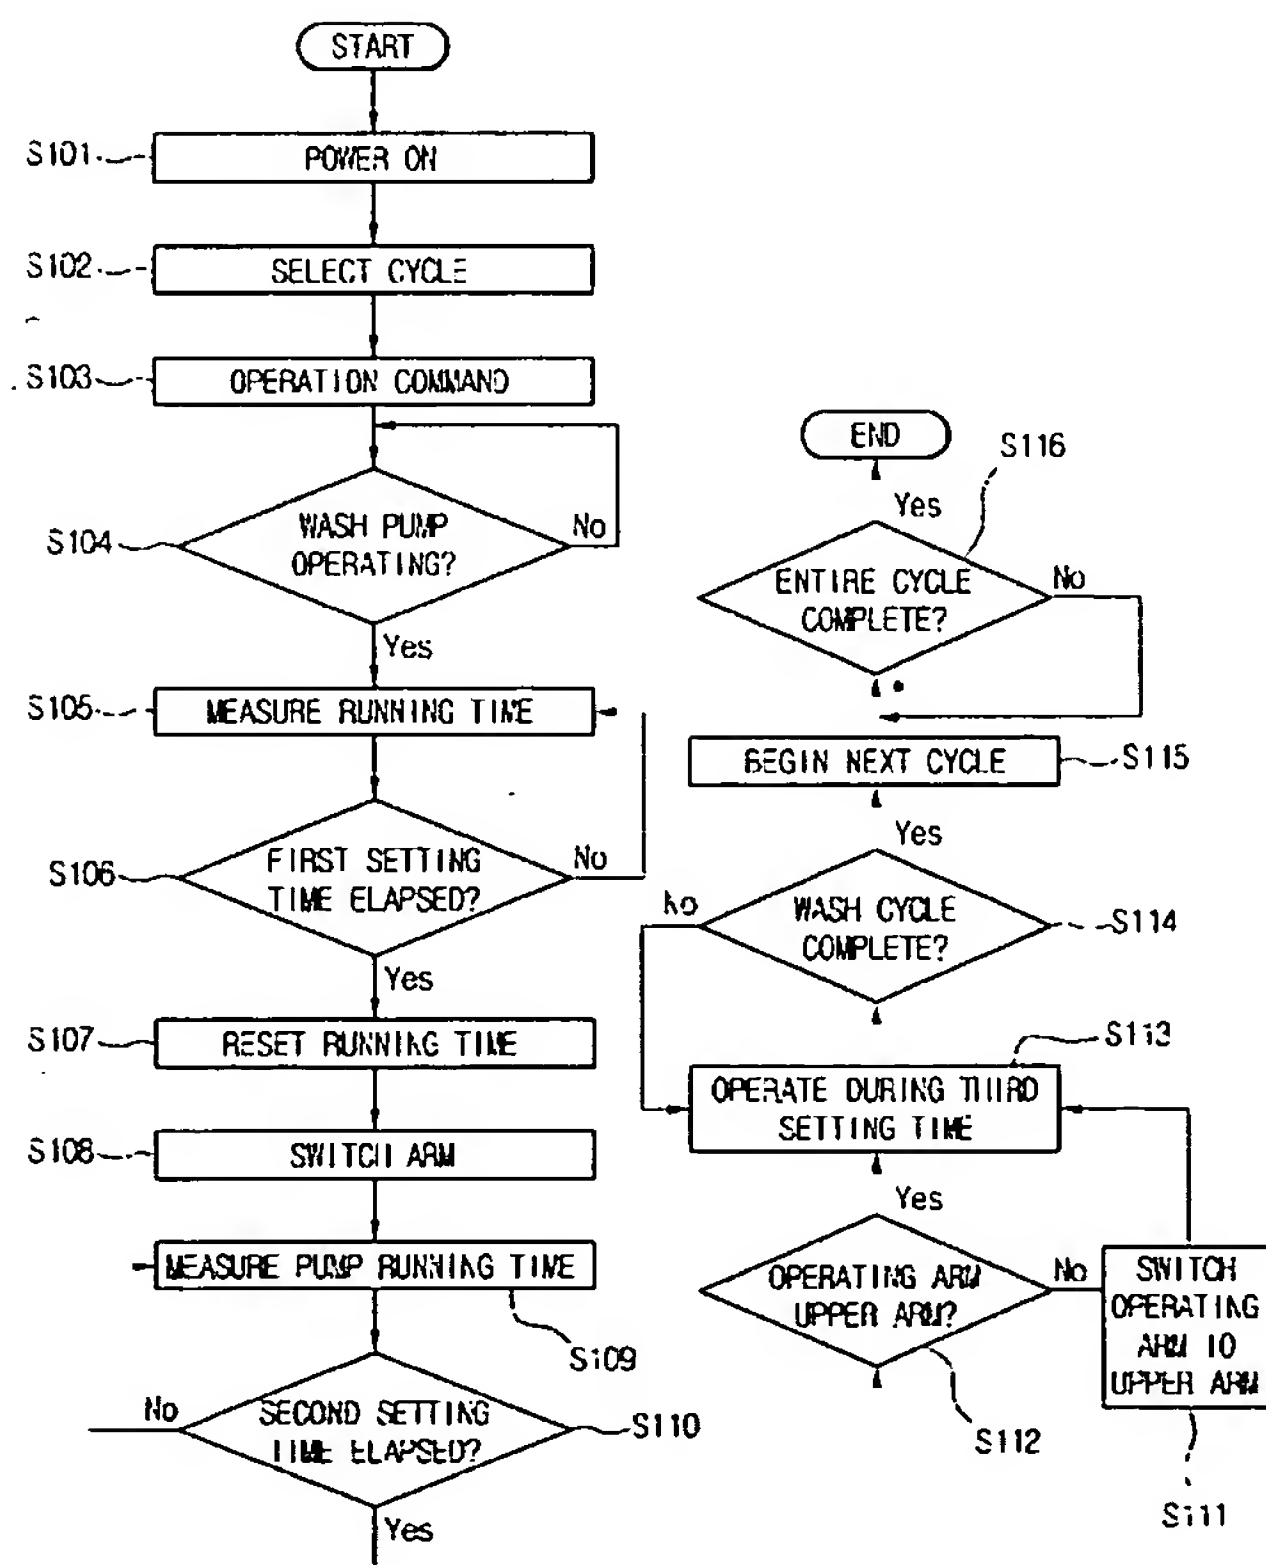 START
S101
POWER ON
S102
SELECT CYCLE
S103
OPERATION COMMAND
S104
WASH PUMP
OPERATING?
No
Yes
S105
MEASURE RUNNING TIME
S106
FIRST SETTING
TIME ELAPSED?
No
Yes
S107
RESET RUNNING TIME
S108
SWITCH ARM
MEASURE PUMP RUNNING TIME
S109
No
SECOND SETTING
TIME ELAPSED?
S110
Yes
END
S116
Yes
ENTIRE CYCLE
COMPLETE?
No
BEGIN NEXT CYCLE
S115
Yes
No
WASH CYCLE
COMPLETE?
S114
S113
OPERATE DURING THIRD
SETTING TIME
Yes
OPERATING ARM
UPPER ARM?
No
S112
SWITCH
OPERATING
ARM TO
UPPER ARM
S111